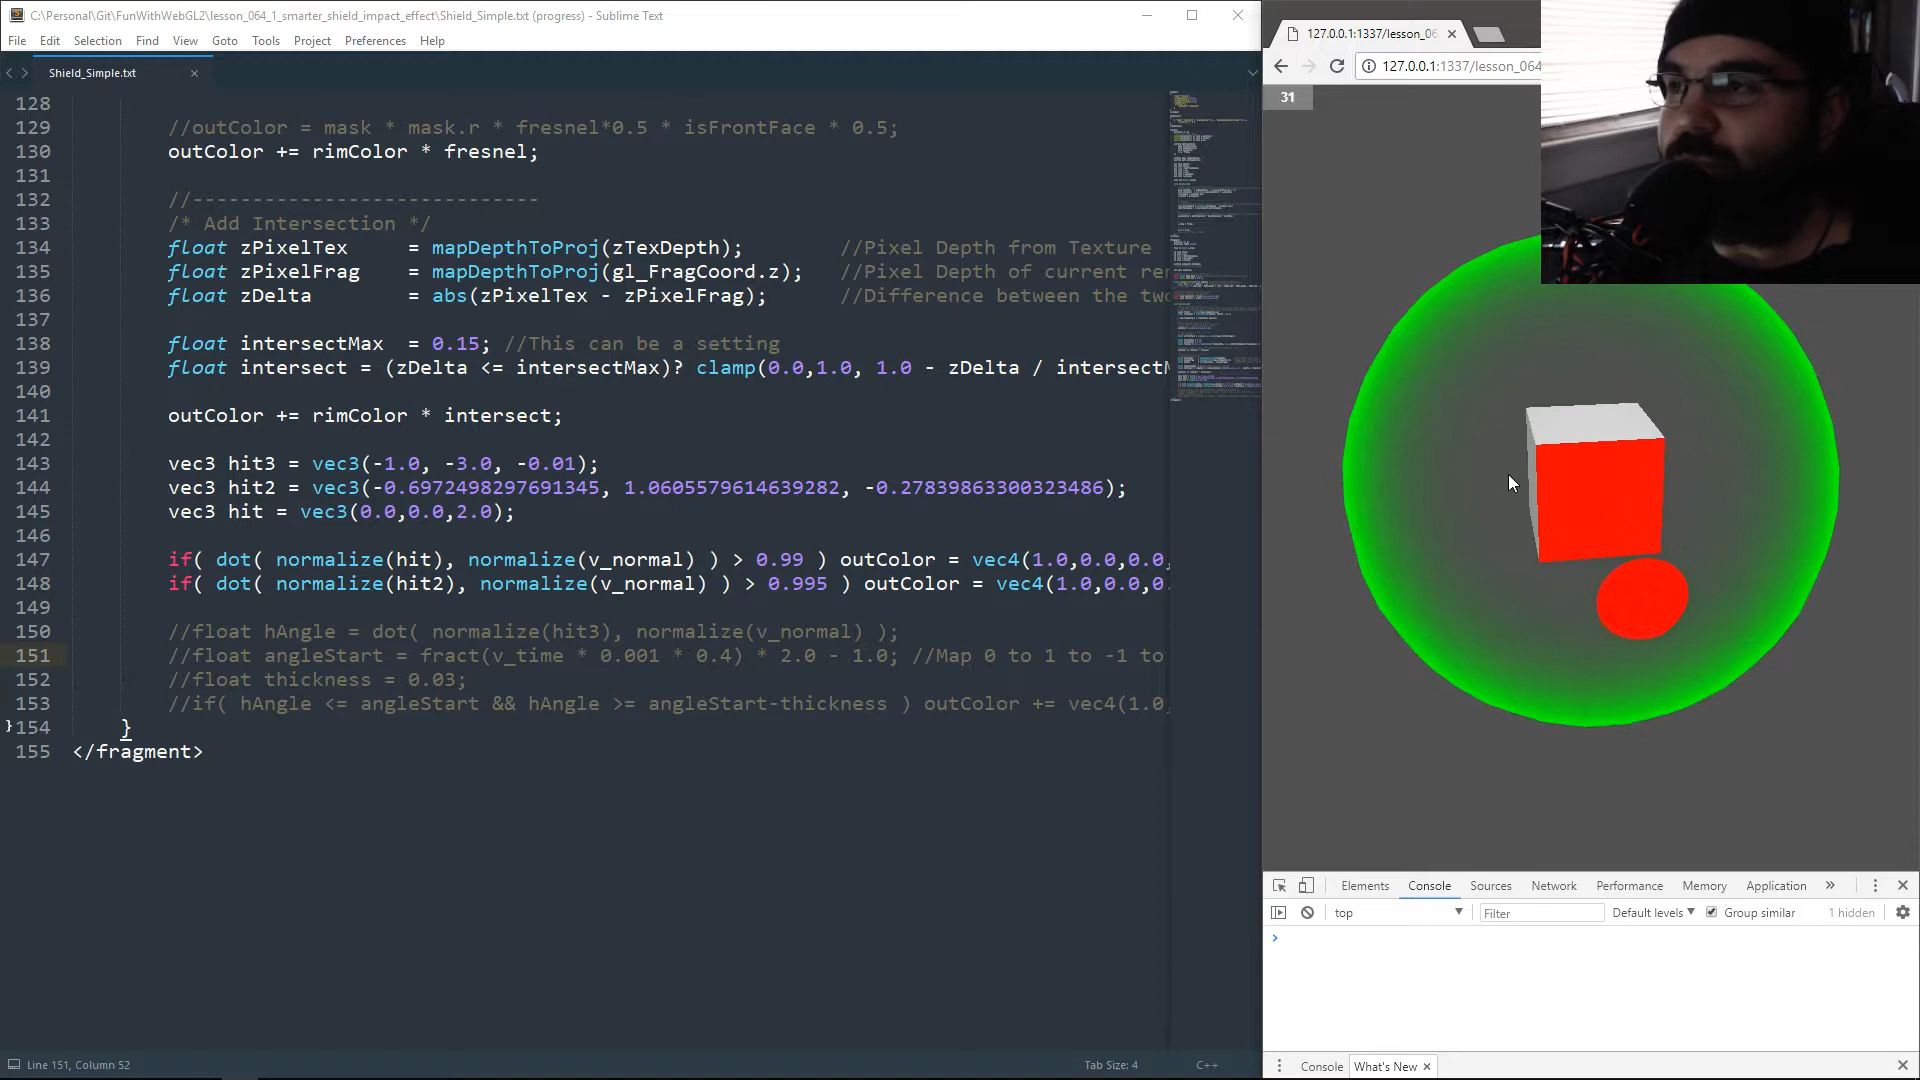 C:\Personal\Git\FunWithWebGL2\lesson_064_1_smarter_shield_impact_effect\Shield_Simple.txt (progress) - Sublime Text
File Edit Selection Find View Goto Tools Project Preferences Help
Shield_Simple.txt
128
129 //outColor = mask * mask.r * fresnel*0.5 * isFrontFace * 0.5;
130 outColor += rimColor * fresnel;
131
132 //-----------------------------
133 /* Add Intersection */
134 float zPixelTex = mapDepthToProj(zTexDepth); //Pixel Depth from Texture
135 float zPixelFrag = mapDepthToProj(gl_FragCoord.z); //Pixel Depth of current rer
136 float zDelta = abs(zPixelTex - zPixelFrag); //Difference between the two
137
138 float intersectMax = 0.15; //This can be a setting
139 float intersect = (zDelta <= intersectMax)? clamp(0.0,1.0, 1.0 - zDelta / intersectM
140
141 outColor += rimColor * intersect;
142
143 vec3 hit3 = vec3(-1.0, -3.0, -0.01);
144 vec3 hit2 = vec3(-0.6972498297691345, 1.0605579614639282, -0.27839863300323486);
145 vec3 hit = vec3(0.0,0.0,2.0);
146
147 if( dot( normalize(hit), normalize(v_normal) ) > 0.99 ) outColor = vec4(1.0,0.0,0.0,
148 if( dot( normalize(hit2), normalize(v_normal) ) > 0.995 ) outColor = vec4(1.0,0.0,0.
149
150 //float hAngle = dot( normalize(hit3), normalize(v_normal) );
151 //float angleStart = fract(v_time * 0.001 * 0.4) * 2.0 - 1.0; //Map 0 to 1 to -1 to
152 //float thickness = 0.03;
153 //if( hAngle <= angleStart && hAngle >= angleStart-thickness ) outColor += vec4(1.0,
154 }
155 </fragment>
Line 151, Column 52
Tab Size: 4
C++
127.0.0.1:1337/lesson_06
127.0.0.1:1337/lesson_064
31
Elements Console Sources Network Performance Memory Application
top Filter Default levels Group similar 1 hidden
Console What's New